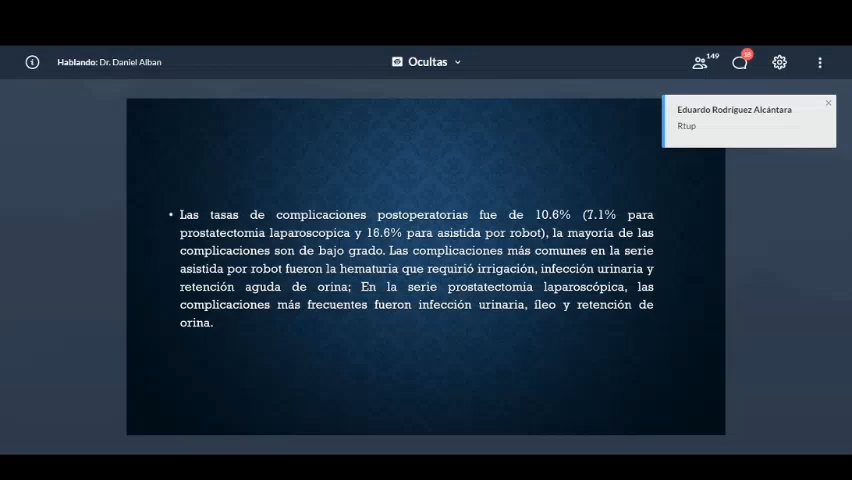 Hablando: Dr. Daniel Alban
Ocultas
149
15
Eduardo Rodríguez Alcántara
Rtup
• Las tasas de complicaciones postoperatorias fue de 10.6% (7.1% para
prostatectomia laparoscopica y 16.6% para asistida por robot), la mayoría de las
complicaciones son de bajo grado. Las complicaciones más comunes en la serie
asistida por robot fueron la hematuria que requirió irrigación, infección urinaria y
retención aguda de orina; En la serie prostatectomia laparoscópica, las
complicaciones más frecuentes fueron infección urinaria, íleo y retención de
orina.